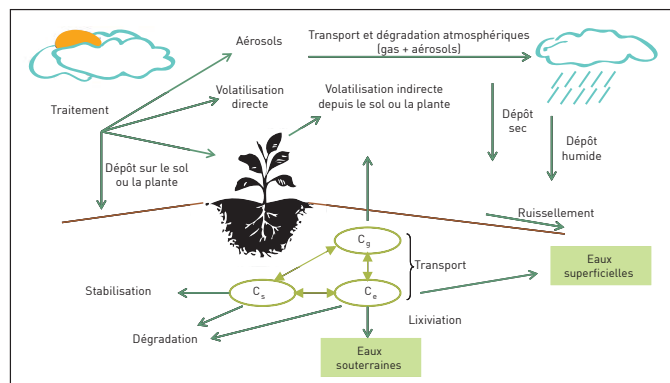 Aérosols
Transport et dégradation atmosphériques
(gas + aérosols)
Traitement
Volatilisation
directe
Volatilisation indirecte
depuis le sol ou la plante
Dépôt
sec
Dépôt
humide
Dépôt sur le sol
ou la plante
Ruissellement
Cg
Transport
Eaux
superficielles
Stabilisation
Cs
Ce
Lixiviation
Dégradation
Eaux
souterraines